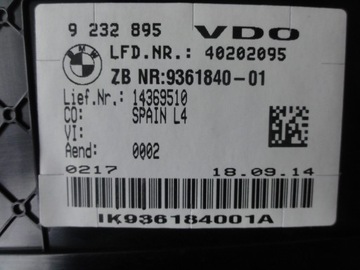 9 232 895 VDO
LFD.NR.: 40202095
ZB NR:9361840-01
Lief.Nr.: 14369510
CO: SPAIN L4
VI:
Aend: 0002
0217 18.09.14
IK936184001A